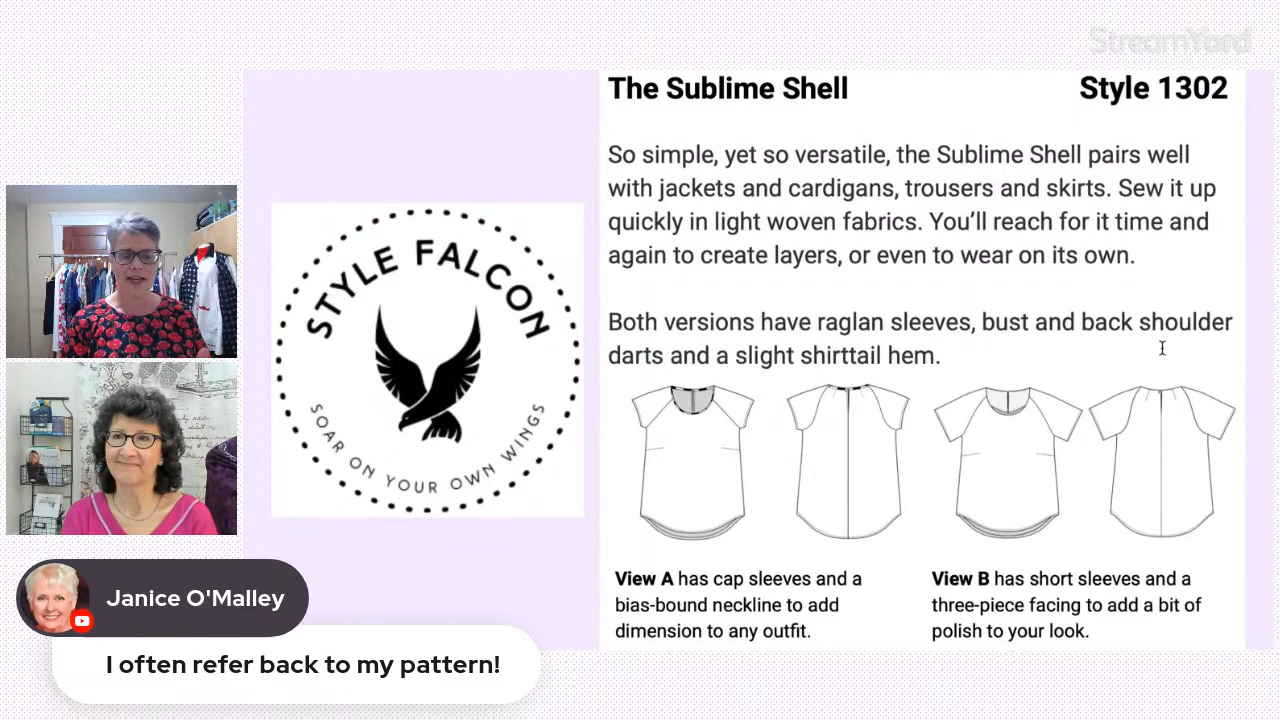 StreamYard
The Sublime Shell
Style 1302
So simple, yet so versatile, the Sublime Shell pairs well
with jackets and cardigans, trousers and skirts. Sew it up
quickly in light woven fabrics. You’ll reach for it time and
again to create layers, or even to wear on its own.
Both versions have raglan sleeves, bust and back shoulder
darts and a slight shirttail hem.
STYLE FALCON
SOAR ON YOUR OWN WINGS
View A has cap sleeves and a
bias-bound neckline to add
dimension to any outfit.
View B has short sleeves and a
three-piece facing to add a bit of
polish to your look.
Janice O'Malley
I often refer back to my pattern!